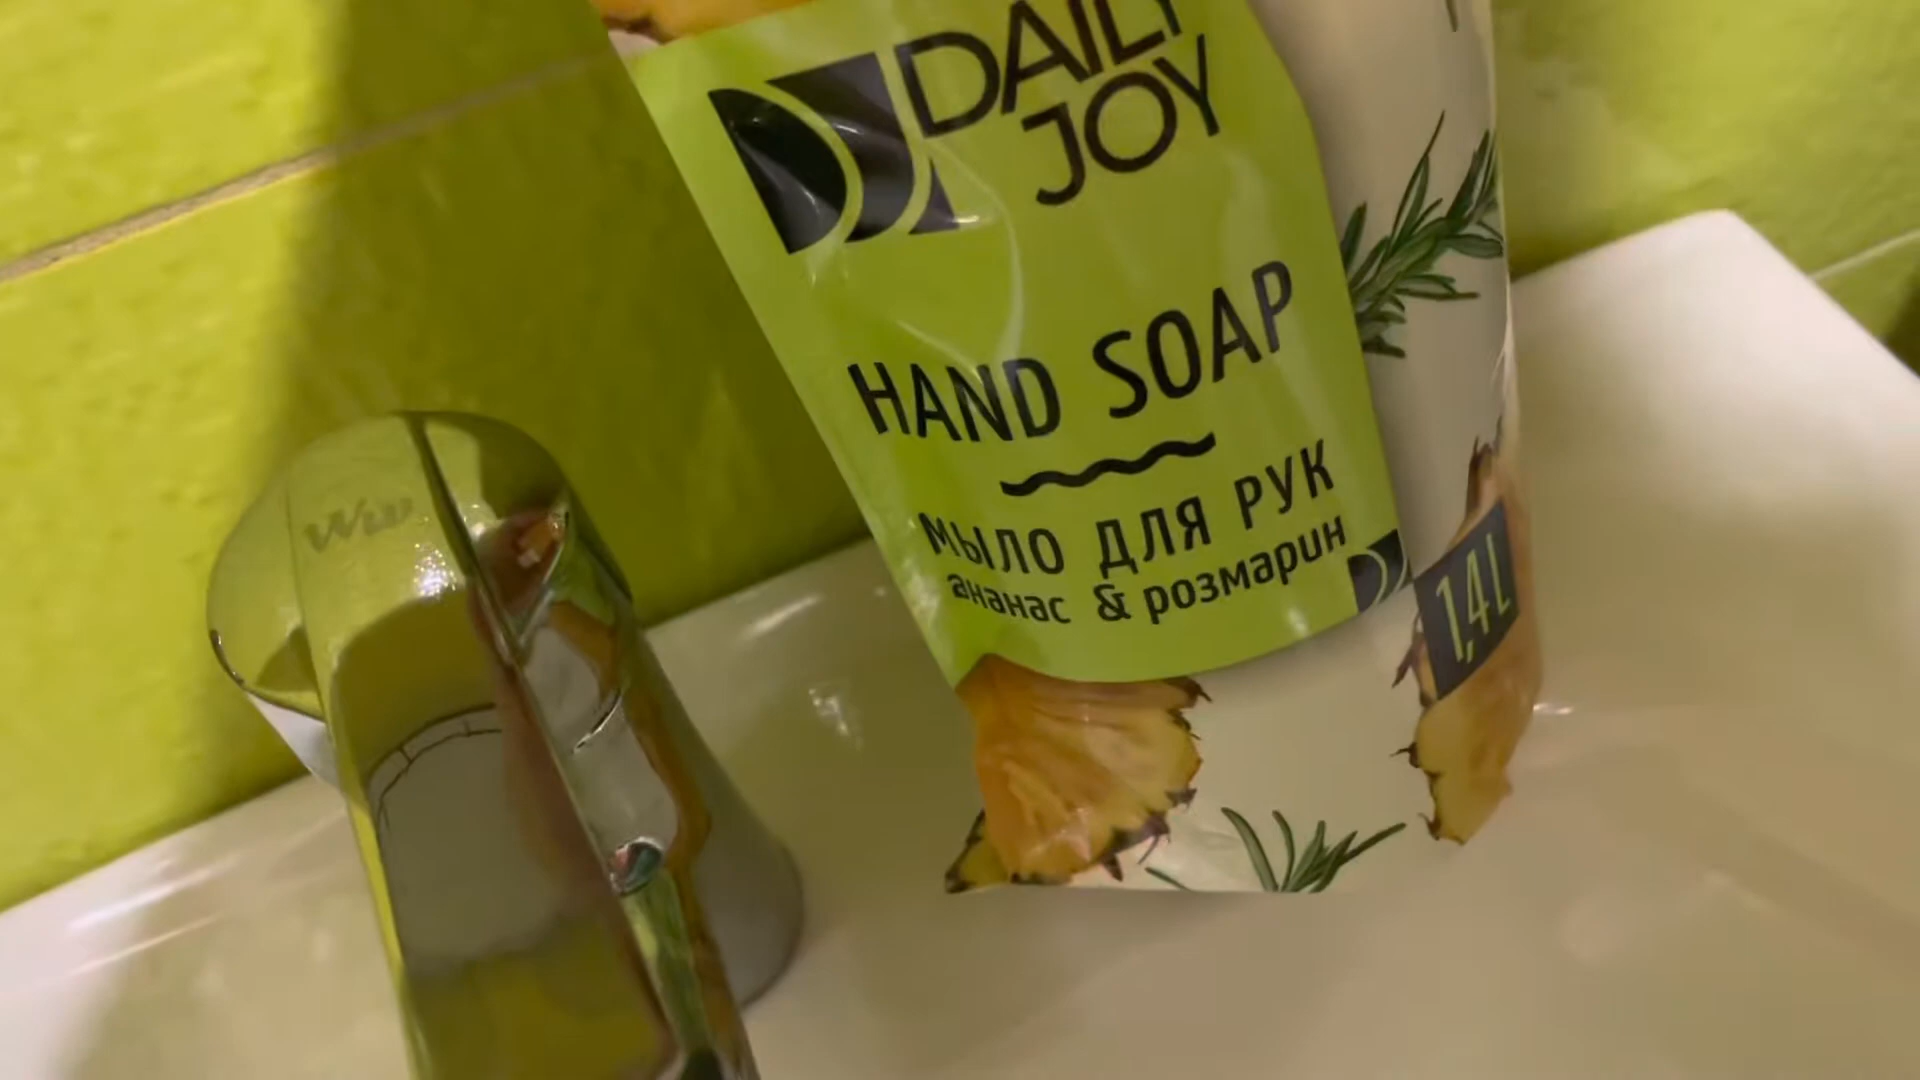 DAILY
JOY
HAND SOAP
МЫЛО ДЛЯ РУК
ананас & розмарин
1,4L